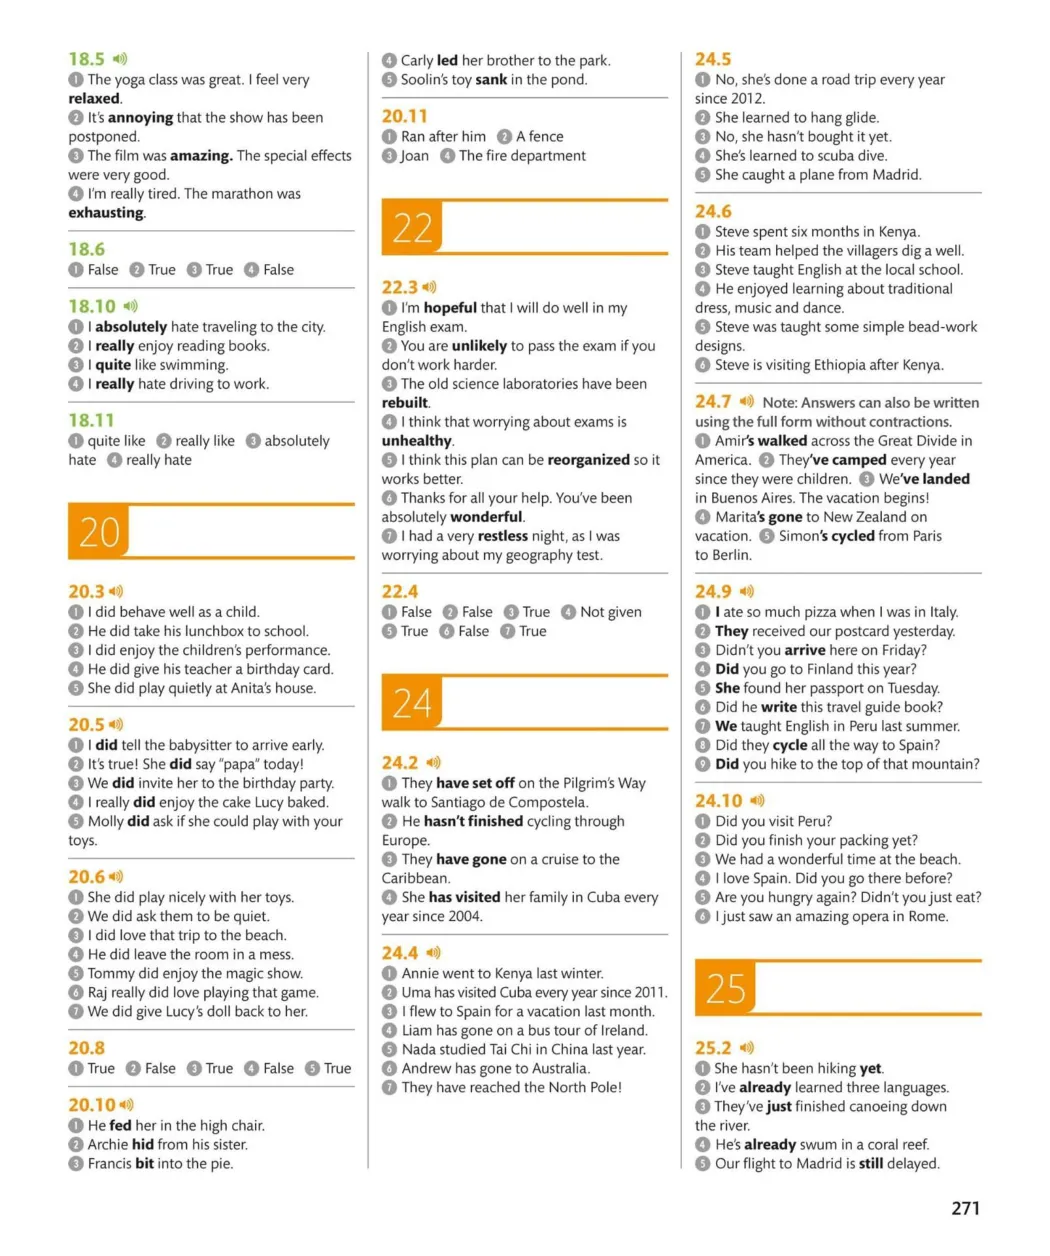 18.5
1 The yoga class was great. I feel very
relaxed.
2 It's annoying that the show has been
postponed.
3 The film was amazing. The special effects
were very good.
4 I'm really tired. The marathon was
exhausting.
18.6
1 False 2 True 3 True 4 False
18.10
1 I absolutely hate traveling to the city.
2 I really enjoy reading books.
3 I quite like swimming.
4 I really hate driving to work.
18.11
1 quite like 2 really like 3 absolutely
hate 4 really hate
20
20.3
1 I did behave well as a child.
2 He did take his lunchbox to school.
3 I did enjoy the children's performance.
4 He did give his teacher a birthday card.
5 She did play quietly at Anita's house.
20.5
1 I did tell the babysitter to arrive early.
2 It's true! She did say "papa" today!
3 We did invite her to the birthday party.
4 I really did enjoy the cake Lucy baked.
5 Molly did ask if she could play with your
toys.
20.6
1 She did play nicely with her toys.
2 We did ask them to be quiet.
3 I did love that trip to the beach.
4 He did leave the room in a mess.
5 Tommy did enjoy the magic show.
6 Raj really did love playing that game.
7 We did give Lucy's doll back to her.
20.8
1 True 2 False 3 True 4 False 5 True
20.10
1 He fed her in the high chair.
2 Archie hid from his sister.
3 Francis bit into the pie.
4 Carly led her brother to the park.
5 Soolin's toy sank in the pond.
20.11
1 Ran after him 2 A fence
3 Joan 4 The fire department
22
22.3
1 I'm hopeful that I will do well in my
English exam.
2 You are unlikely to pass the exam if you
don't work harder.
3 The old science laboratories have been
rebuilt.
4 I think that worrying about exams is
unhealthy.
5 I think this plan can be reorganized so it
works better.
6 Thanks for all your help. You've been
absolutely wonderful.
7 I had a very restless night, as I was
worrying about my geography test.
22.4
1 False 2 False 3 True 4 Not given
5 True 6 False 7 True
24
24.2
1 They have set off on the Pilgrim's Way
walk to Santiago de Compostela.
2 He hasn't finished cycling through
Europe.
3 They have gone on a cruise to the
Caribbean.
4 She has visited her family in Cuba every
year since 2004.
24.4
1 Annie went to Kenya last winter.
2 Uma has visited Cuba every year since 2011.
3 I flew to Spain for a vacation last month.
4 Liam has gone on a bus tour of Ireland.
5 Nada studied Tai Chi in China last year.
6 Andrew has gone to Australia.
7 They have reached the North Pole!
24.5
1 No, she's done a road trip every year
since 2012.
2 She learned to hang glide.
3 No, she hasn't bought it yet.
4 She's learned to scuba dive.
5 She caught a plane from Madrid.
24.6
1 Steve spent six months in Kenya.
2 His team helped the villagers dig a well.
3 Steve taught English at the local school.
4 He enjoyed learning about traditional
dress, music and dance.
5 Steve was taught some simple bead-work
designs.
6 Steve is visiting Ethiopia after Kenya.
24.7 Note: Answers can also be written
using the full form without contractions.
1 Amir's walked across the Great Divide in
America. 2 They've camped every year
since they were children. 3 We've landed
in Buenos Aires. The vacation begins!
4 Marita's gone to New Zealand on
vacation. 5 Simon's cycled from Paris
to Berlin.
24.9
1 I ate so much pizza when I was in Italy.
2 They received our postcard yesterday.
3 Didn't you arrive here on Friday?
4 Did you go to Finland this year?
5 She found her passport on Tuesday.
6 Did he write this travel guide book?
7 We taught English in Peru last summer.
8 Did they cycle all the way to Spain?
9 Did you hike to the top of that mountain?
24.10
1 Did you visit Peru?
2 Did you finish your packing yet?
3 We had a wonderful time at the beach.
4 I love Spain. Did you go there before?
5 Are you hungry again? Didn't you just eat?
6 I just saw an amazing opera in Rome.
25
25.2
1 She hasn't been hiking yet.
2 I've already learned three languages.
3 They've just finished canoeing down
the river.
4 He's already swum in a coral reef.
5 Our flight to Madrid is still delayed.
271